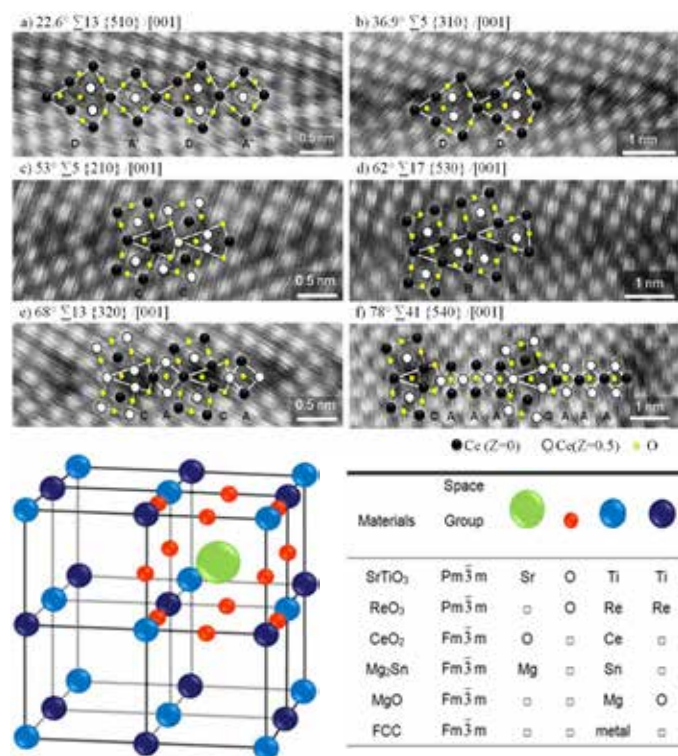 a) 22.6° ∑13 {510}/[001]
b) 36.9° ∑5 {310}/[001]
D A' D A'
0.5 nm
D D
1 nm
c) 53° ∑5 {210}/[001]
d) 62° ∑17 {530}/[001]
0.5 nm
1 nm
e) 68° ∑13 {320}/[001]
f) 78° ∑41 {540}/[001]
C A C A
0.5 nm
C A A A C A A A
1 nm
Ce (Z=0) Ce(Z=0.5) O
Materials Space Group
SrTiO₃ Pm3̅m Sr O Ti Ti
ReO₃ Pm3̅m □ O Re Re
CeO₂ Fm3̅m O □ Ce □
Mg₂Sn Fm3̅m Mg □ Sn □
MgO Fm3̅m □ □ Mg O
FCC Fm3̅m □ □ metal □